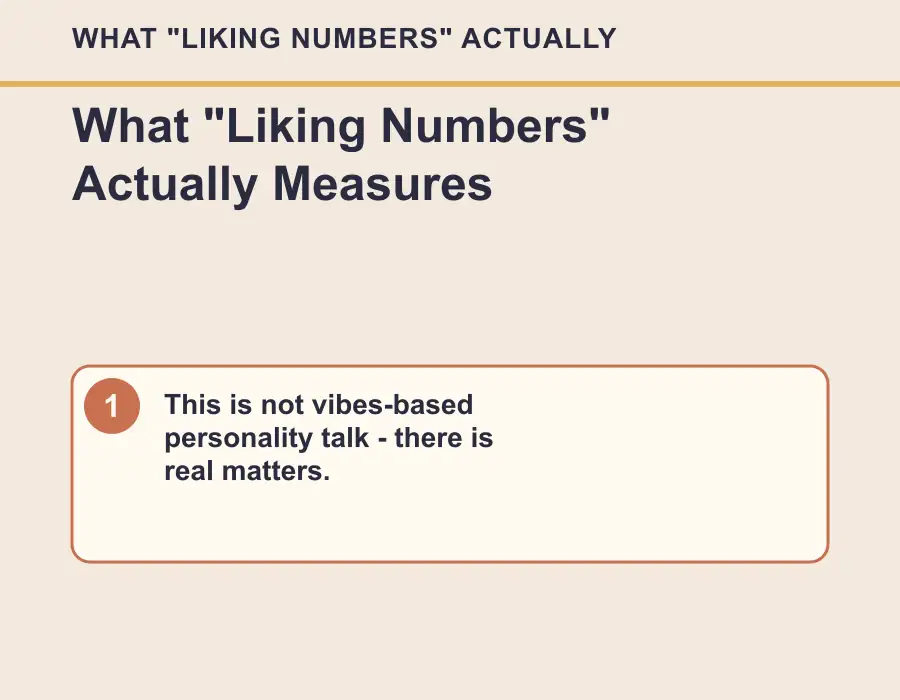 WHAT "LIKING NUMBERS" ACTUALLY
What "Liking Numbers"
Actually Measures
1
This is not vibes-based
personality talk - there is
real matters.